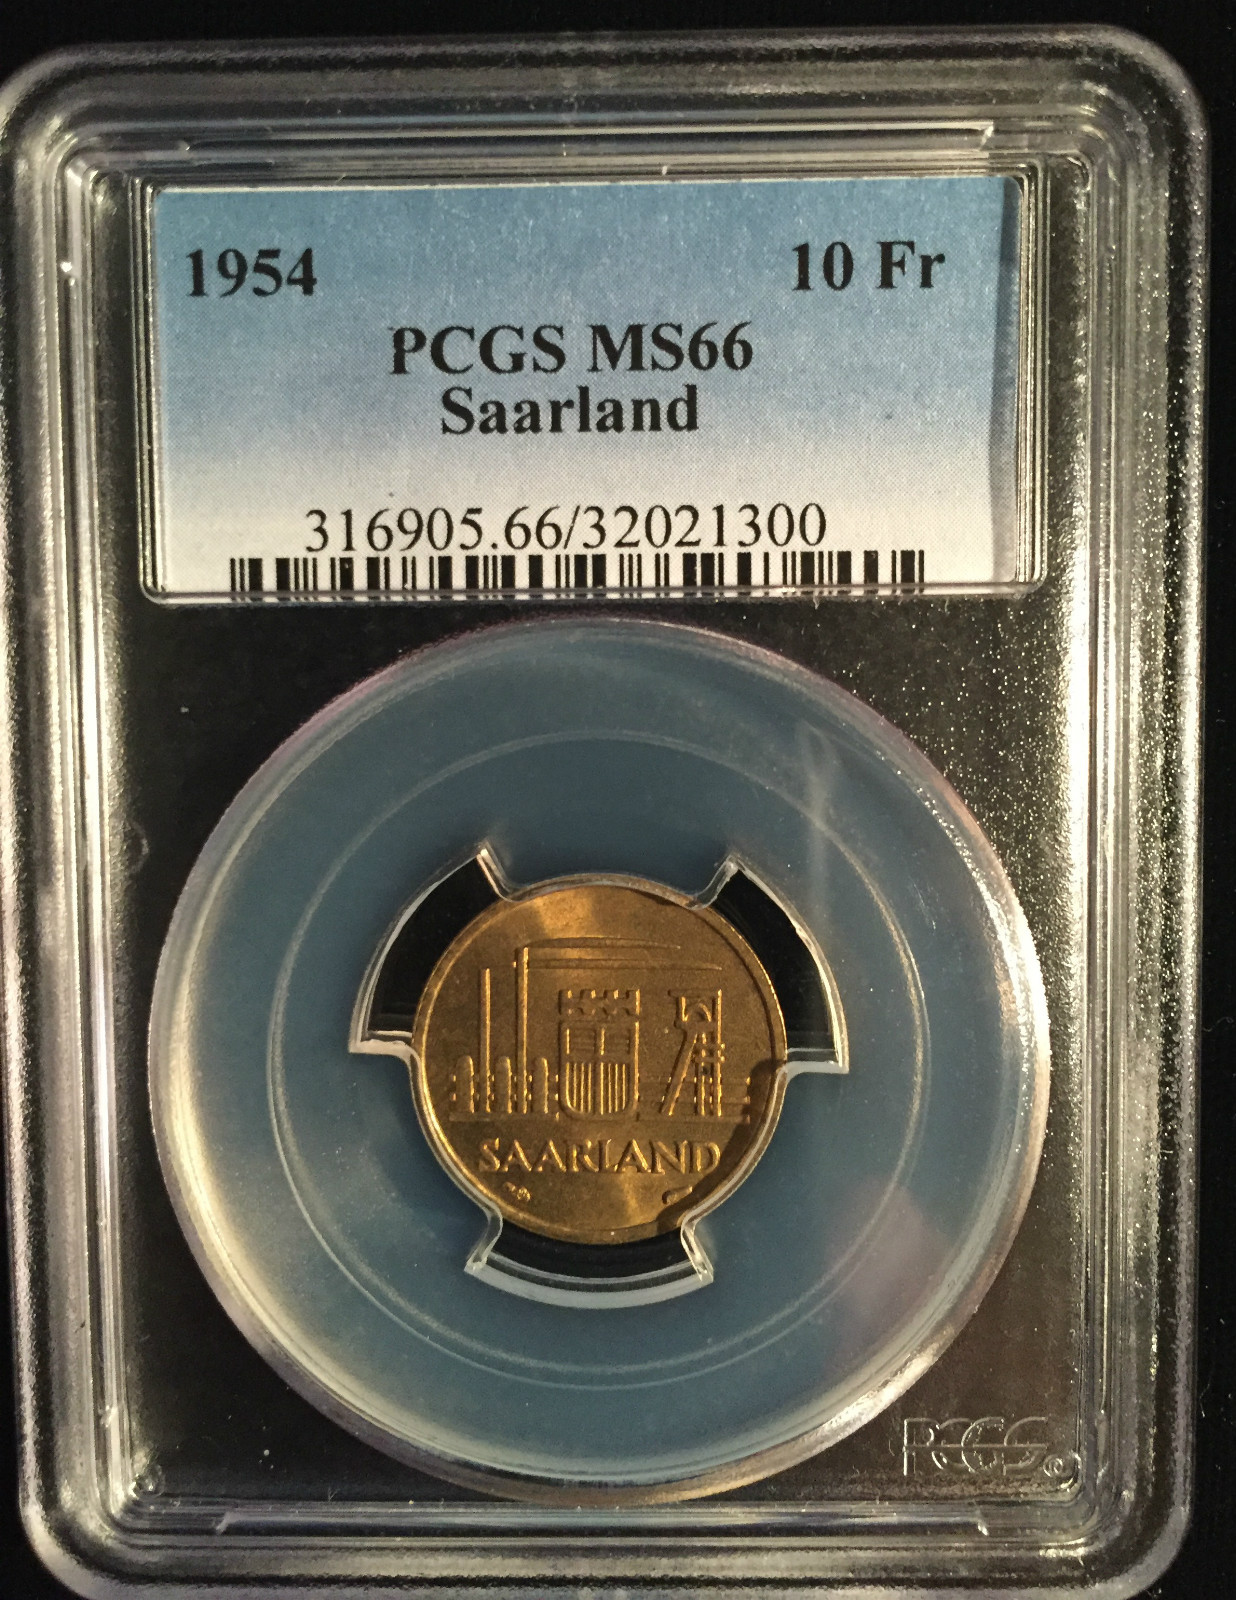 1954 10 Fr
PCGS MS66
Saarland
316905.66/32021300
SAARLAND
PCGS®